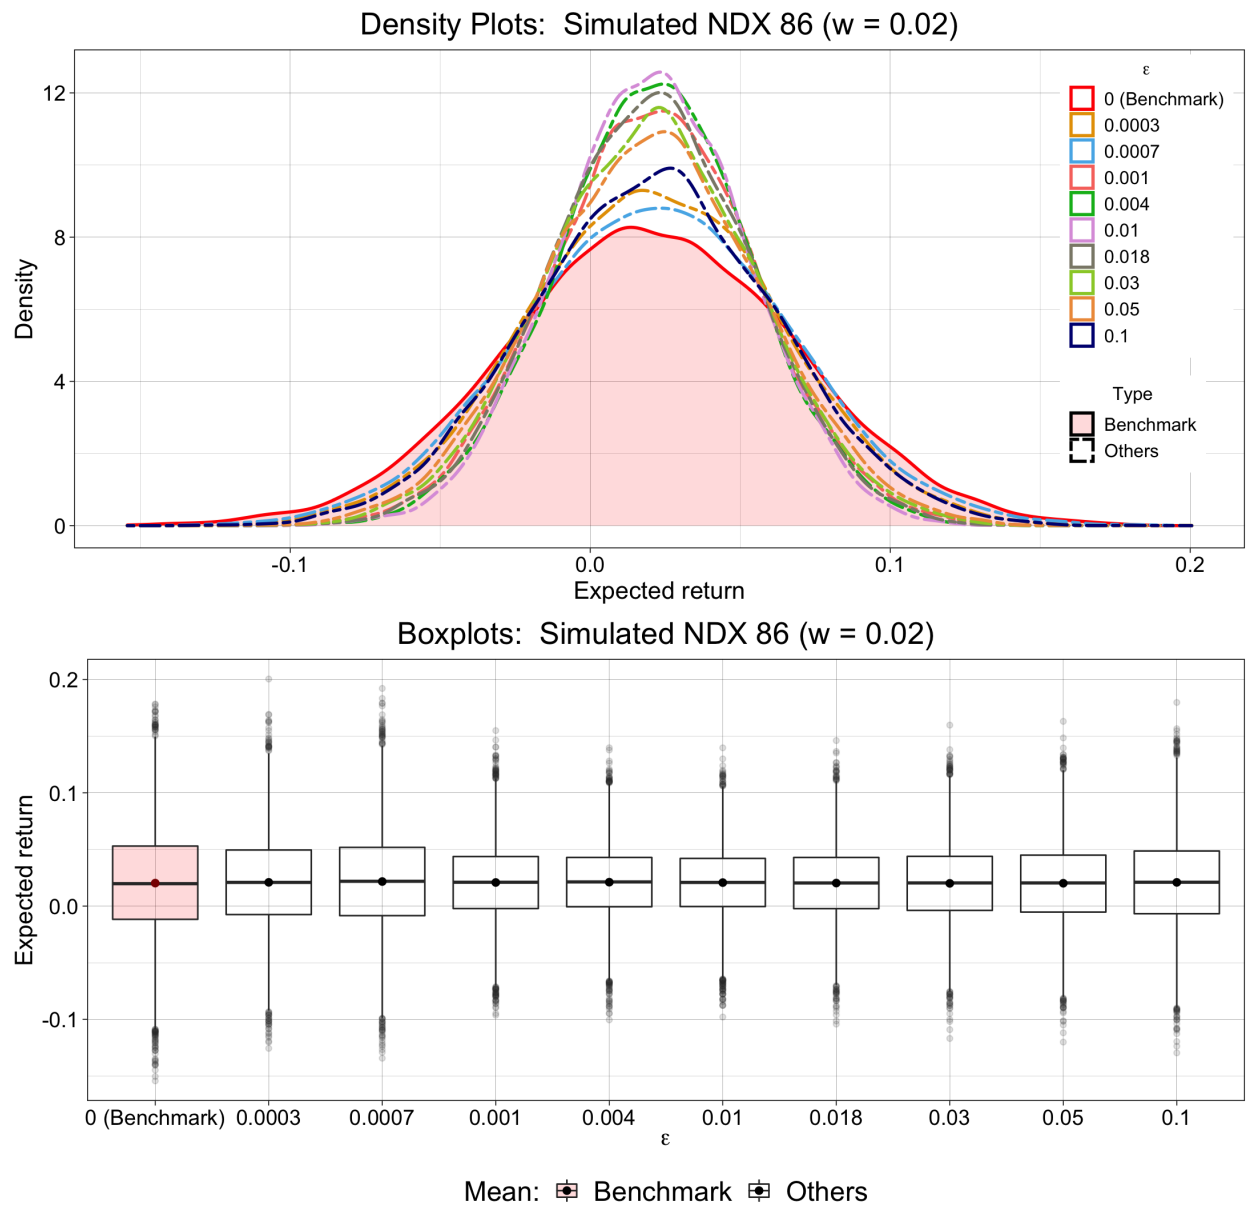 Density Plots:  Simulated NDX 86 (w = 0.02)
12
8
4
0
Density
-0.1
0.0
0.1
0.2
Expected return
ε
0 (Benchmark)
0.0003
0.0007
0.001
0.004
0.01
0.018
0.03
0.05
0.1
Type
Benchmark
Others
Boxplots:  Simulated NDX 86 (w = 0.02)
0.2
0.1
0.0
-0.1
Expected return
0 (Benchmark) 0.0003 0.0007 0.001 0.004 0.01 0.018 0.03 0.05 0.1
ε
Mean: Benchmark Others